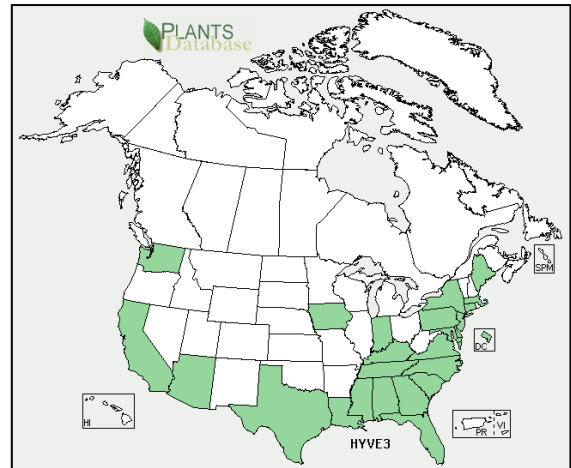 PLANTS
Database
SPM
DC
HI
PR VI
HYVE3